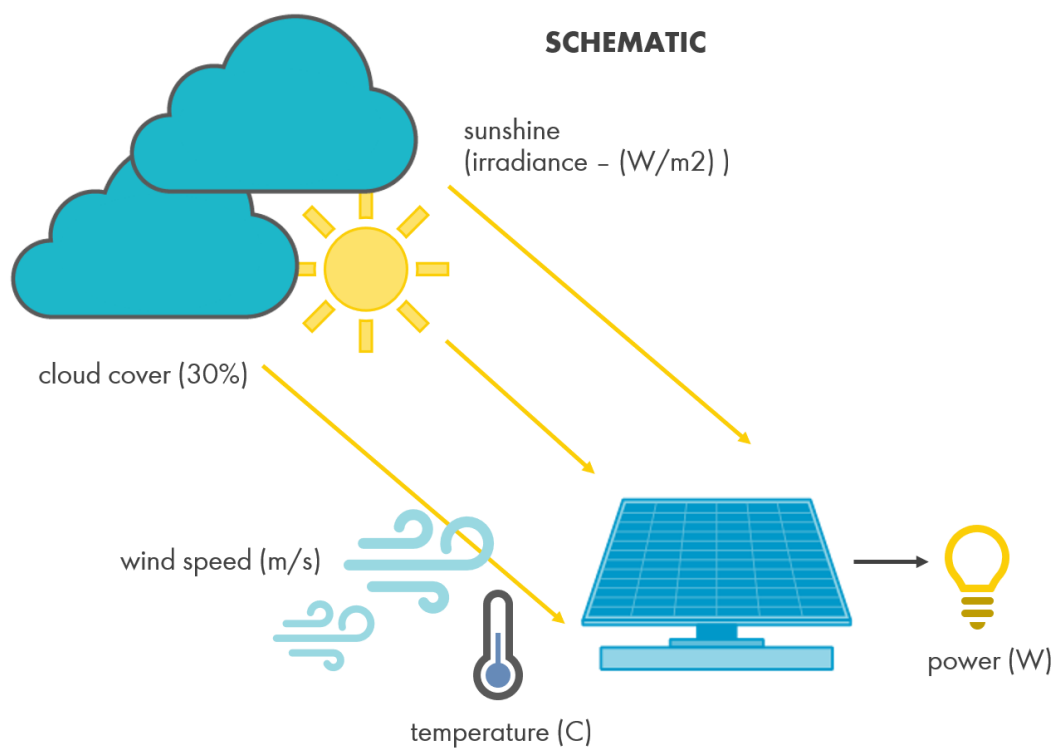 SCHEMATIC
sunshine
(irradiance – (W/m2) )
cloud cover (30%)
wind speed (m/s)
power (W)
temperature (C)